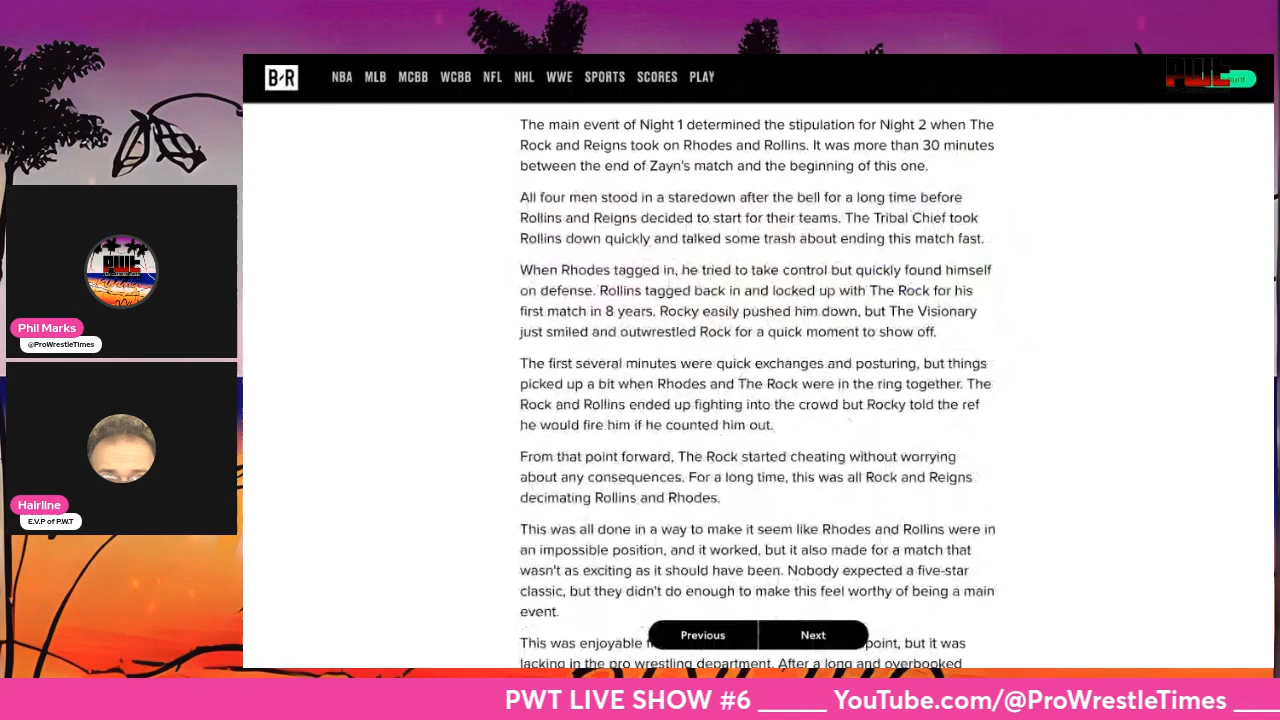 B/R NBA MLB MCBB WCBB NFL NHL WWE SPORTS SCORES PLAY
PWT
The main event of Night 1 determined the stipulation for Night 2 when The
Rock and Reigns took on Rhodes and Rollins. It was more than 30 minutes
between the end of Zayn's match and the beginning of this one.
All four men stood in a staredown after the bell for a long time before
Rollins and Reigns decided to start for their teams. The Tribal Chief took
Rollins down quickly and talked some trash about ending this match fast.
When Rhodes tagged in, he tried to take control but quickly found himself
on defense. Rollins tagged back in and locked up with The Rock for his
first match in 8 years. Rocky easily pushed him down, but The Visionary
just smiled and outwrestled Rock for a quick moment to show off.
The first several minutes were quick exchanges and posturing, but things
picked up a bit when Rhodes and The Rock were in the ring together. The
Rock and Rollins ended up fighting into the crowd but Rocky told the ref
he would fire him if he counted him out.
From that point forward, The Rock started cheating without worrying
about any consequences. For a long time, this was all Rock and Reigns
decimating Rollins and Rhodes.
This was all done in a way to make it seem like Rhodes and Rollins were in
an impossible position, and it worked, but it also made for a match that
wasn't as exciting as it should have been. Nobody expected a five-star
classic, but they didn't do enough to make this feel worthy of being a main
event.
This was enjoyable point, but it was
Previous Next
lacking in the pro wrestling department. After a long and overbooked
PWT
Phil Marks
@ProWrestleTimes
Hairline
E.V.P of P.W.T
PWT LIVE SHOW #6 _____ YouTube.com/@ProWrestleTimes ____